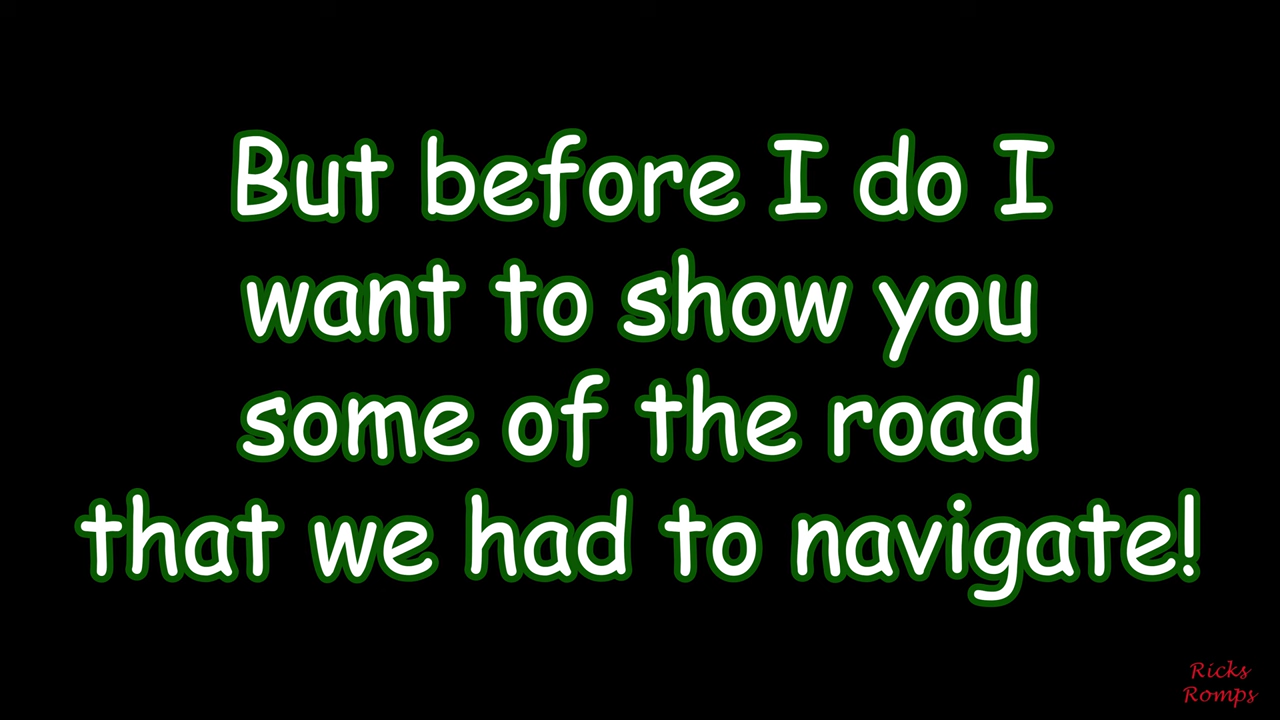 But before I do I
want to show you
some of the road
that we had to navigate!
Ricks
Romps